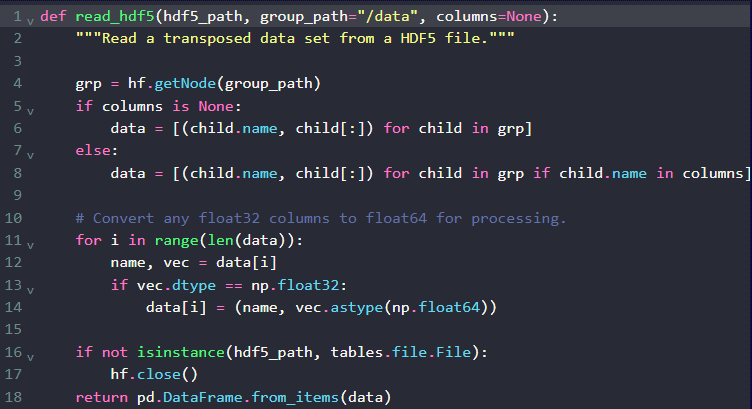 1 def read_hdf5(hdf5_path, group_path="/data", columns=None):
2     """Read a transposed data set from a HDF5 file."""
3
4     grp = hf.getNode(group_path)
5     if columns is None:
6         data = [(child.name, child[:]) for child in grp]
7     else:
8         data = [(child.name, child[:]) for child in grp if child.name in columns]
9
10     # Convert any float32 columns to float64 for processing.
11     for i in range(len(data)):
12         name, vec = data[i]
13         if vec.dtype == np.float32:
14             data[i] = (name, vec.astype(np.float64))
15
16     if not isinstance(hdf5_path, tables.file.File):
17         hf.close()
18     return pd.DataFrame.from_items(data)